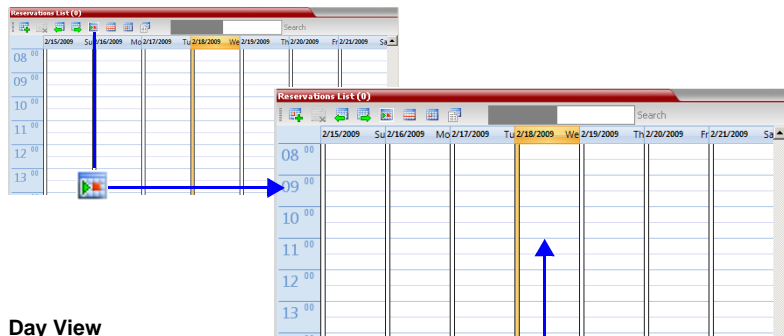 Reservations List (0)
Search
2/15/2009 Su 2/16/2009 Mo 2/17/2009 Tu 2/18/2009 We 2/19/2009 Th 2/20/2009 Fr 2/21/2009 Sa
08 00
09 00
10 00
11 00
12 00
13 00
Reservations List (0)
Search
2/15/2009 Su 2/16/2009 Mo 2/17/2009 Tu 2/18/2009 We 2/19/2009 Th 2/20/2009 Fr 2/21/2009 Sa
08 00
09 00
10 00
11 00
12 00
13 00
Day View